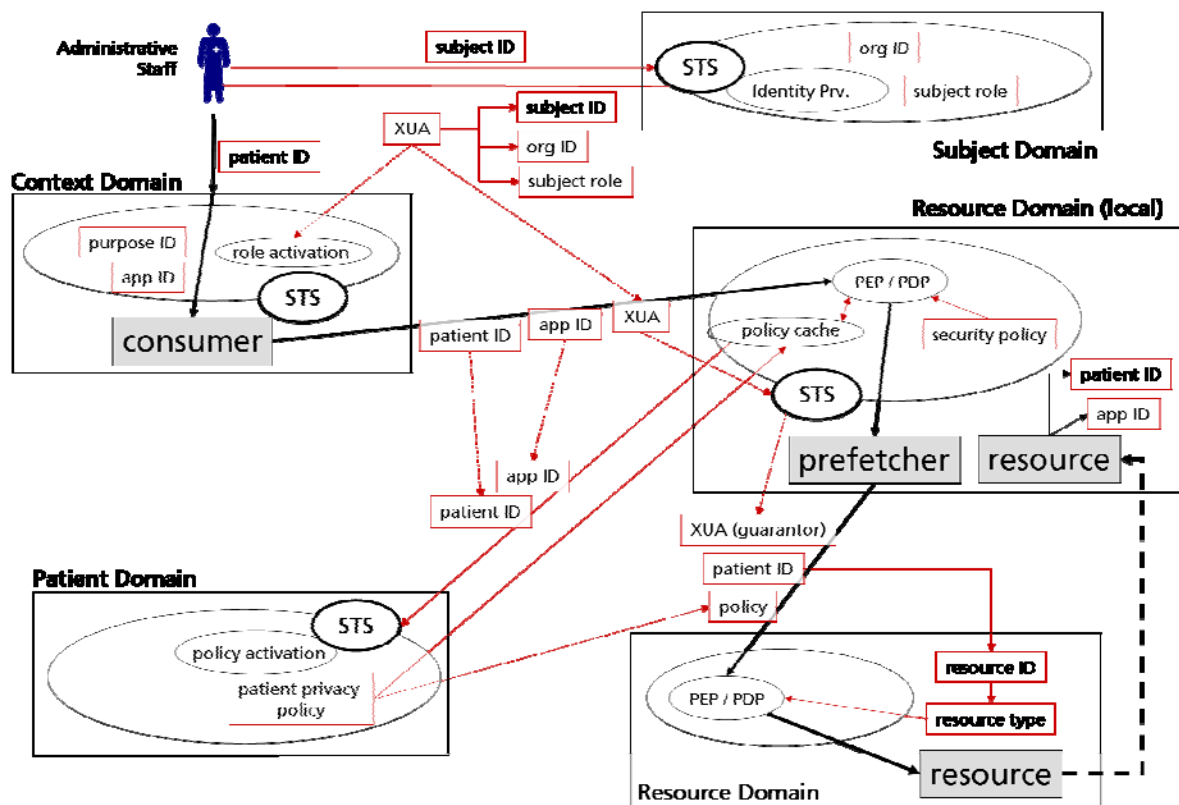 Administrative
Staff
subject ID
STS
org ID
Identity Prv.
subject role
Subject Domain
XUA
subject ID
org ID
subject role
patient ID
Context Domain
purpose ID
app ID
role activation
STS
consumer
Resource Domain (local)
PEP / PDP
policy cache
security policy
STS
patient ID
app ID
prefetcher
resource
patient ID
app ID
XUA
app ID
patient ID
XUA (guarantor)
patient ID
policy
Patient Domain
STS
policy activation
patient privacy
policy
PEP / PDP
resource ID
resource type
resource
Resource Domain